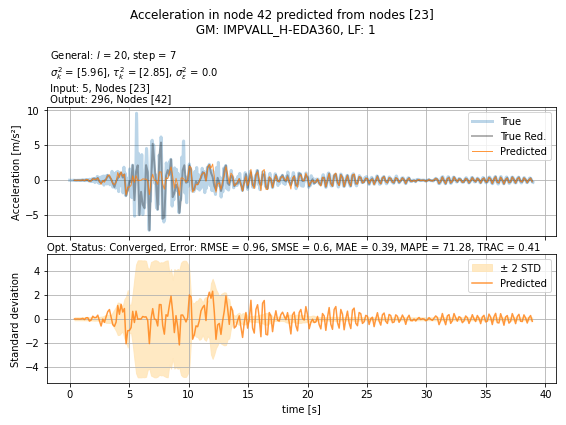 Acceleration in node 42 predicted from nodes [23]
GM: IMPVALL_H-EDA360, LF: 1
General: l = 20, step = 7
σ²ₖ = [5.96], τ²ₖ = [2.85], σ²ε = 0.0
Input: 5, Nodes [23]
Output: 296, Nodes [42]
10
5
0
−5
Acceleration [m/s²]
True
True Red.
Predicted
Opt. Status: Converged, Error: RMSE = 0.96, SMSE = 0.6, MAE = 0.39, MAPE = 71.28, TRAC = 0.41
4
2
0
−2
−4
Standard deviation
± 2 STD
Predicted
0 5 10 15 20 25 30 35 40
time [s]